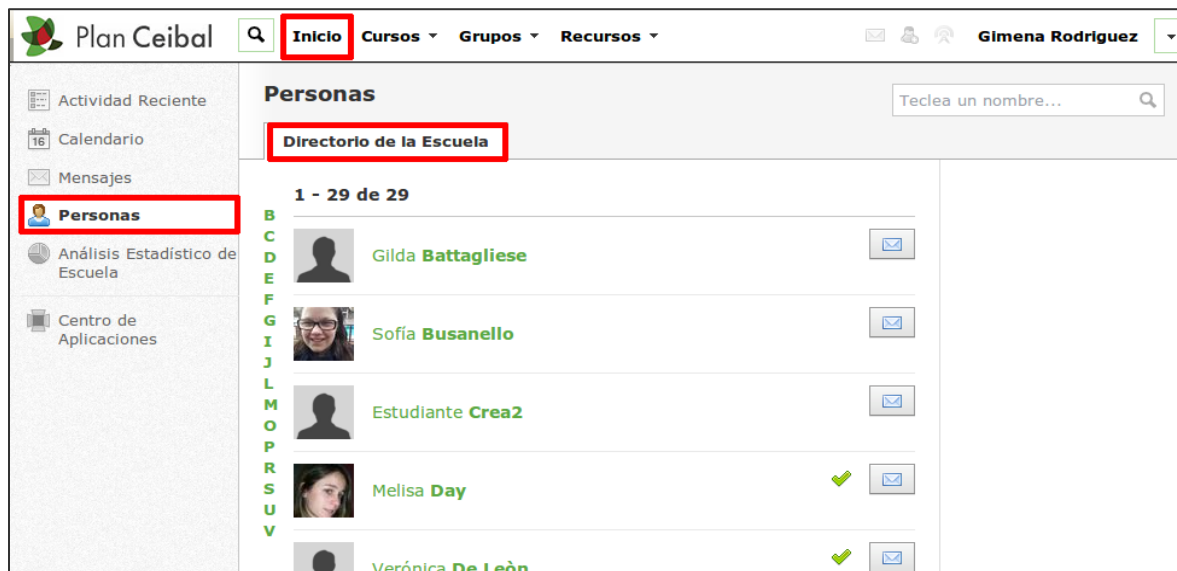 Plan Ceibal Inicio Cursos Grupos Recursos Gimena Rodriguez
Actividad Reciente
16 Calendario
Mensajes
Personas
Análisis Estadístico de
Escuela
Centro de
Aplicaciones
Personas
Teclea un nombre...
Directorio de la Escuela
1 - 29 de 29
B
C
D
E
F
G
I
J
L
M
O
P
R
S
U
V
Gilda Battagliese
Sofía Busanello
Estudiante Crea2
Melisa Day
Verónica De Leòn